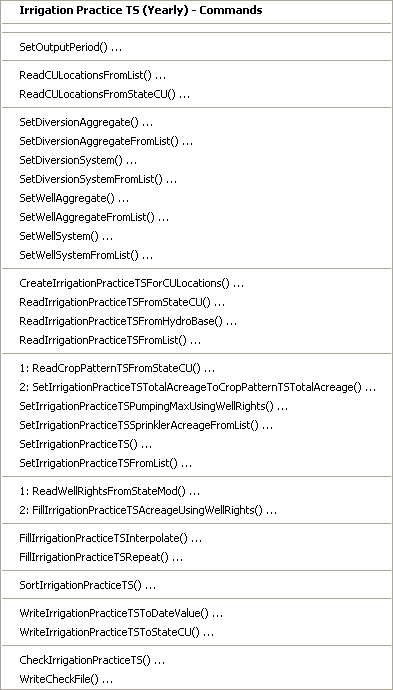 Irrigation Practice TS (Yearly) - Commands
SetOutputPeriod() ...
ReadCULocationsFromList() ...
ReadCULocationsFromStateCU() ...
SetDiversionAggregate() ...
SetDiversionAggregateFromList() ...
SetDiversionSystem() ...
SetDiversionSystemFromList() ...
SetWellAggregate() ...
SetWellAggregateFromList() ...
SetWellSystem() ...
SetWellSystemFromList() ...
CreateIrrigationPracticeTSForCULocations() ...
ReadIrrigationPracticeTSFromStateCU() ...
ReadIrrigationPracticeTSFromHydroBase() ...
ReadIrrigationPracticeTSFromList() ...
1: ReadCropPatternTSFromStateCU() ...
2: SetIrrigationPracticeTSTotalAcreageToCropPatternTSTotalAcreage() ...
SetIrrigationPracticeTSPumpingMaxUsingWellRights() ...
SetIrrigationPracticeTSSprinklerAcreageFromList() ...
SetIrrigationPracticeTS() ...
SetIrrigationPracticeTSFromList() ...
1: ReadWellRightsFromStateMod() ...
2: FillIrrigationPracticeTSAcreageUsingWellRights() ...
FillIrrigationPracticeTSInterpolate() ...
FillIrrigationPracticeTSRepeat() ...
SortIrrigationPracticeTS() ...
WriteIrrigationPracticeTSToDateValue() ...
WriteIrrigationPracticeTSToStateCU() ...
CheckIrrigationPracticeTS() ...
WriteCheckFile() ...